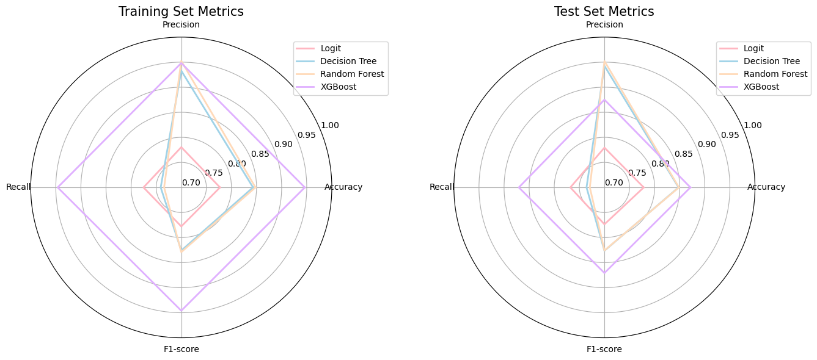 Training Set Metrics
Precision
Logit
Decision Tree
Random Forest
XGBoost
1.00
0.95
0.90
0.85
0.80
0.75
0.70
Recall
Accuracy
F1-score
Test Set Metrics
Precision
Logit
Decision Tree
Random Forest
XGBoost
1.00
0.95
0.90
0.85
0.80
0.75
0.70
Recall
Accuracy
F1-score